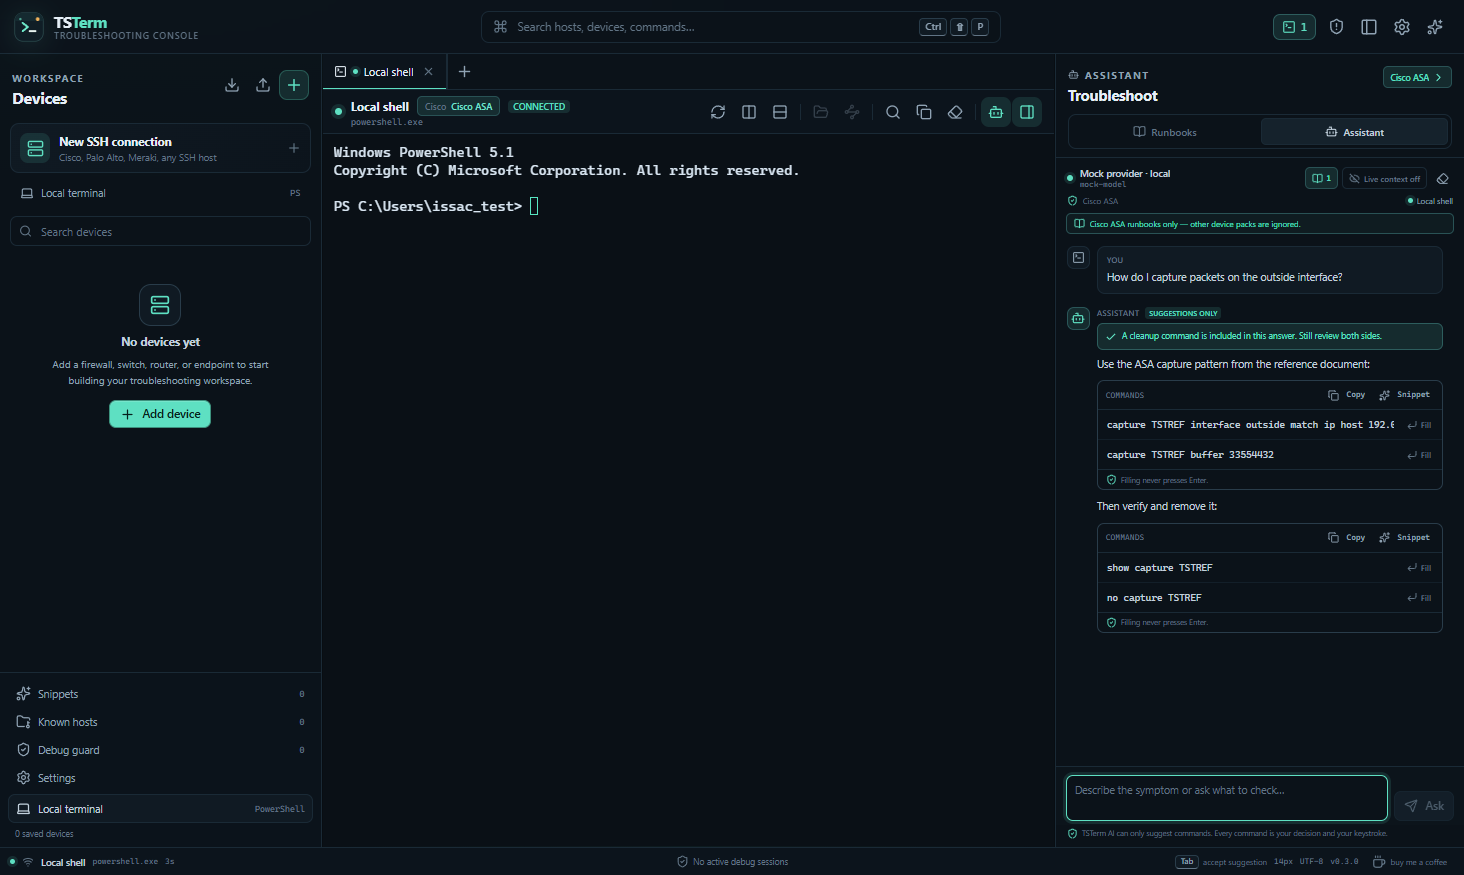 TSTerm
TROUBLESHOOTING CONSOLE
Search hosts, devices, commands...
Ctrl
P
1
WORKSPACE
Devices
New SSH connection
Cisco, Palo Alto, Meraki, any SSH host
Local terminal PS
Search devices
No devices yet
Add a firewall, switch, router, or endpoint to start
building your troubleshooting workspace.
Add device
Snippets 0
Known hosts 0
Debug guard 0
Settings
Local terminal PowerShell
0 saved devices
Local shell
Local shell Cisco Cisco ASA CONNECTED
powershell.exe
Windows PowerShell 5.1
Copyright (C) Microsoft Corporation. All rights reserved.
PS C:\Users\issac_test>
ASSISTANT
Troubleshoot
Cisco ASA
Runbooks
Assistant
Mock provider · local
mock-model
1
Live context off
Cisco ASA
Local shell
Cisco ASA runbooks only — other device packs are ignored.
YOU
How do I capture packets on the outside interface?
ASSISTANT SUGGESTIONS ONLY
A cleanup command is included in this answer. Still review both sides.
Use the ASA capture pattern from the reference document:
COMMANDS Copy Snippet
capture TSTREF interface outside match ip host 192.0 Fill
capture TSTREF buffer 33554432 Fill
Filling never presses Enter.
Then verify and remove it:
COMMANDS Copy Snippet
show capture TSTREF Fill
no capture TSTREF Fill
Filling never presses Enter.
Describe the symptom or ask what to check...
Ask
TSTerm AI can only suggest commands. Every command is your decision and your keystroke.
Local shell powershell.exe 3s
No active debug sessions
Tab accept suggestion 14px UTF-8 v0.3.0 buy me a coffee